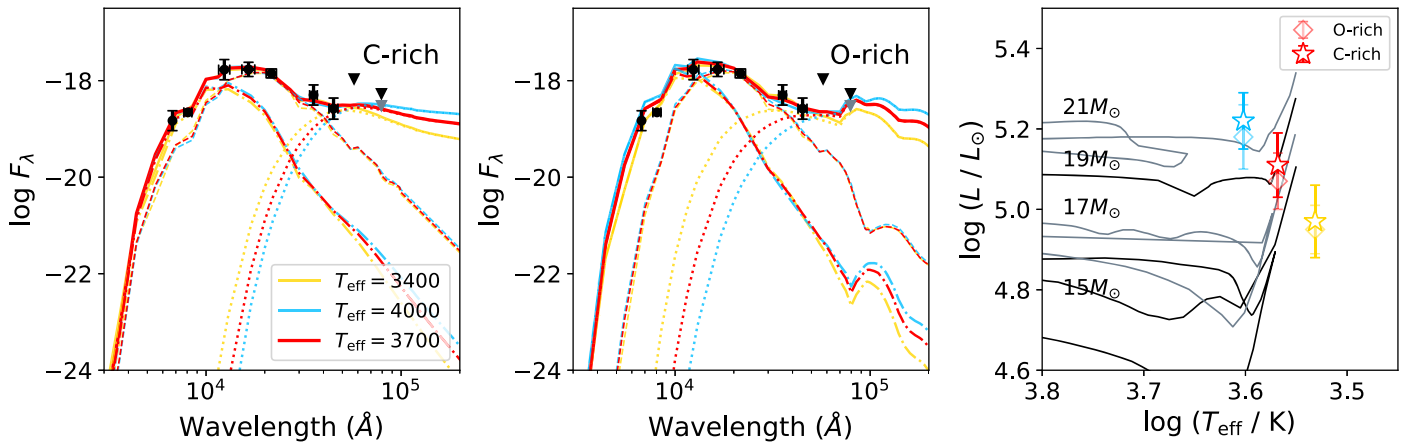 C-rich
log F_λ
−18
−20
−22
−24
T_eff = 3400
T_eff = 4000
T_eff = 3700
10^4
10^5
Wavelength (Å)
O-rich
log F_λ
−18
−20
−22
−24
10^4
10^5
Wavelength (Å)
O-rich
C-rich
log (L / L_⊙)
5.4
5.2
5.0
4.8
4.6
21M_⊙
19M_⊙
17M_⊙
15M_⊙
3.8
3.7
3.6
3.5
log (T_eff / K)